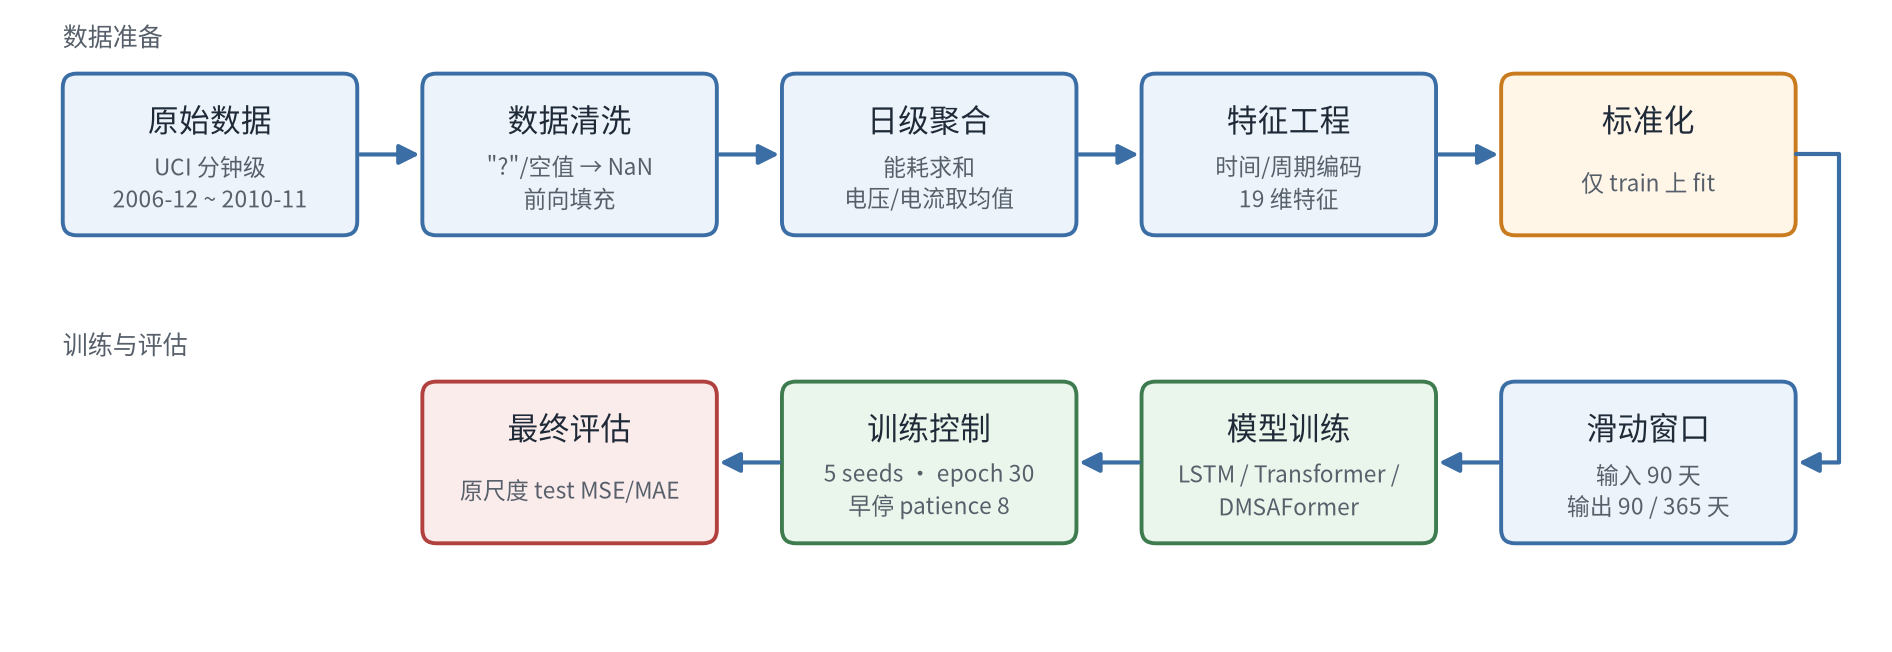 数据准备
原始数据
UCI 分钟级
2006-12 ~ 2010-11
数据清洗
"?"/空值 → NaN
前向填充
日级聚合
能耗求和
电压/电流取均值
特征工程
时间/周期编码
19 维特征
标准化
仅 train 上 fit
训练与评估
最终评估
原尺度 test MSE/MAE
训练控制
5 seeds · epoch 30
早停 patience 8
模型训练
LSTM / Transformer /
DMSAFormer
滑动窗口
输入 90 天
输出 90 / 365 天